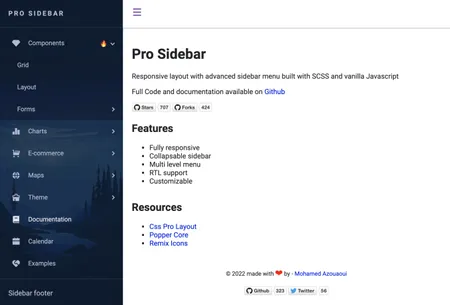 PRO SIDEBAR
Components
Grid
Layout
Forms
Charts
E-commerce
Maps
Theme
Documentation
Calendar
Examples
Sidebar footer
Pro Sidebar
Responsive layout with advanced sidebar menu built with SCSS and vanilla Javascript
Full Code and documentation available on Github
Stars 707 Forks 424
Features
Fully responsive
Collapsable sidebar
Multi level menu
RTL support
Customizable
Resources
Css Pro Layout
Popper Core
Remix Icons
© 2022 made with ❤ by - Mohamed Azouaoui
Github 323 Twitter 56